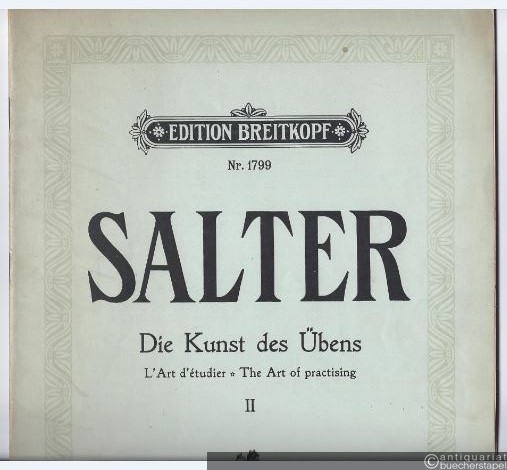 EDITION BREITKOPF
Nr. 1799
SALTER
Die Kunst des Übens
L'Art d'étudier * The Art of practising
II
antiquariat
buecherstapel